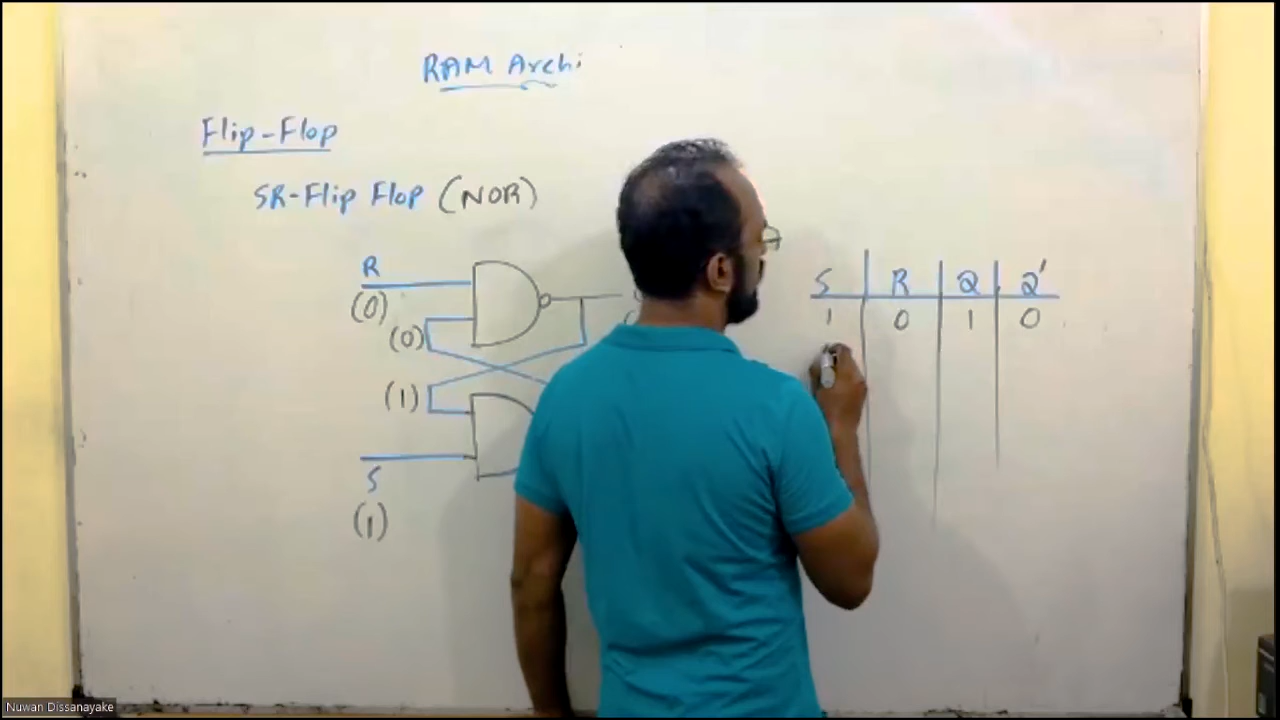 RAM Archi
Flip-Flop
SR-Flip Flop (NOR)
R
(0)
(0)
(1)
S
(1)
S R Q Q'
1 0 1 0
Nuwan Dissanayake